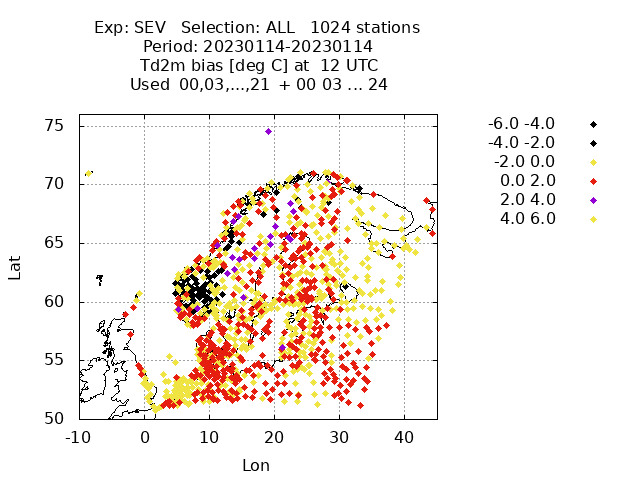 Exp: SEV Selection: ALL 1024 stations
Period: 20230114-20230114
Td2m bias [deg C] at 12 UTC
Used 00,03,...,21 + 00 03 ... 24
-6.0 -4.0
-4.0 -2.0
-2.0 0.0
0.0 2.0
2.0 4.0
4.0 6.0
75
70
65
60
55
50
Lat
-10 0 10 20 30 40
Lon